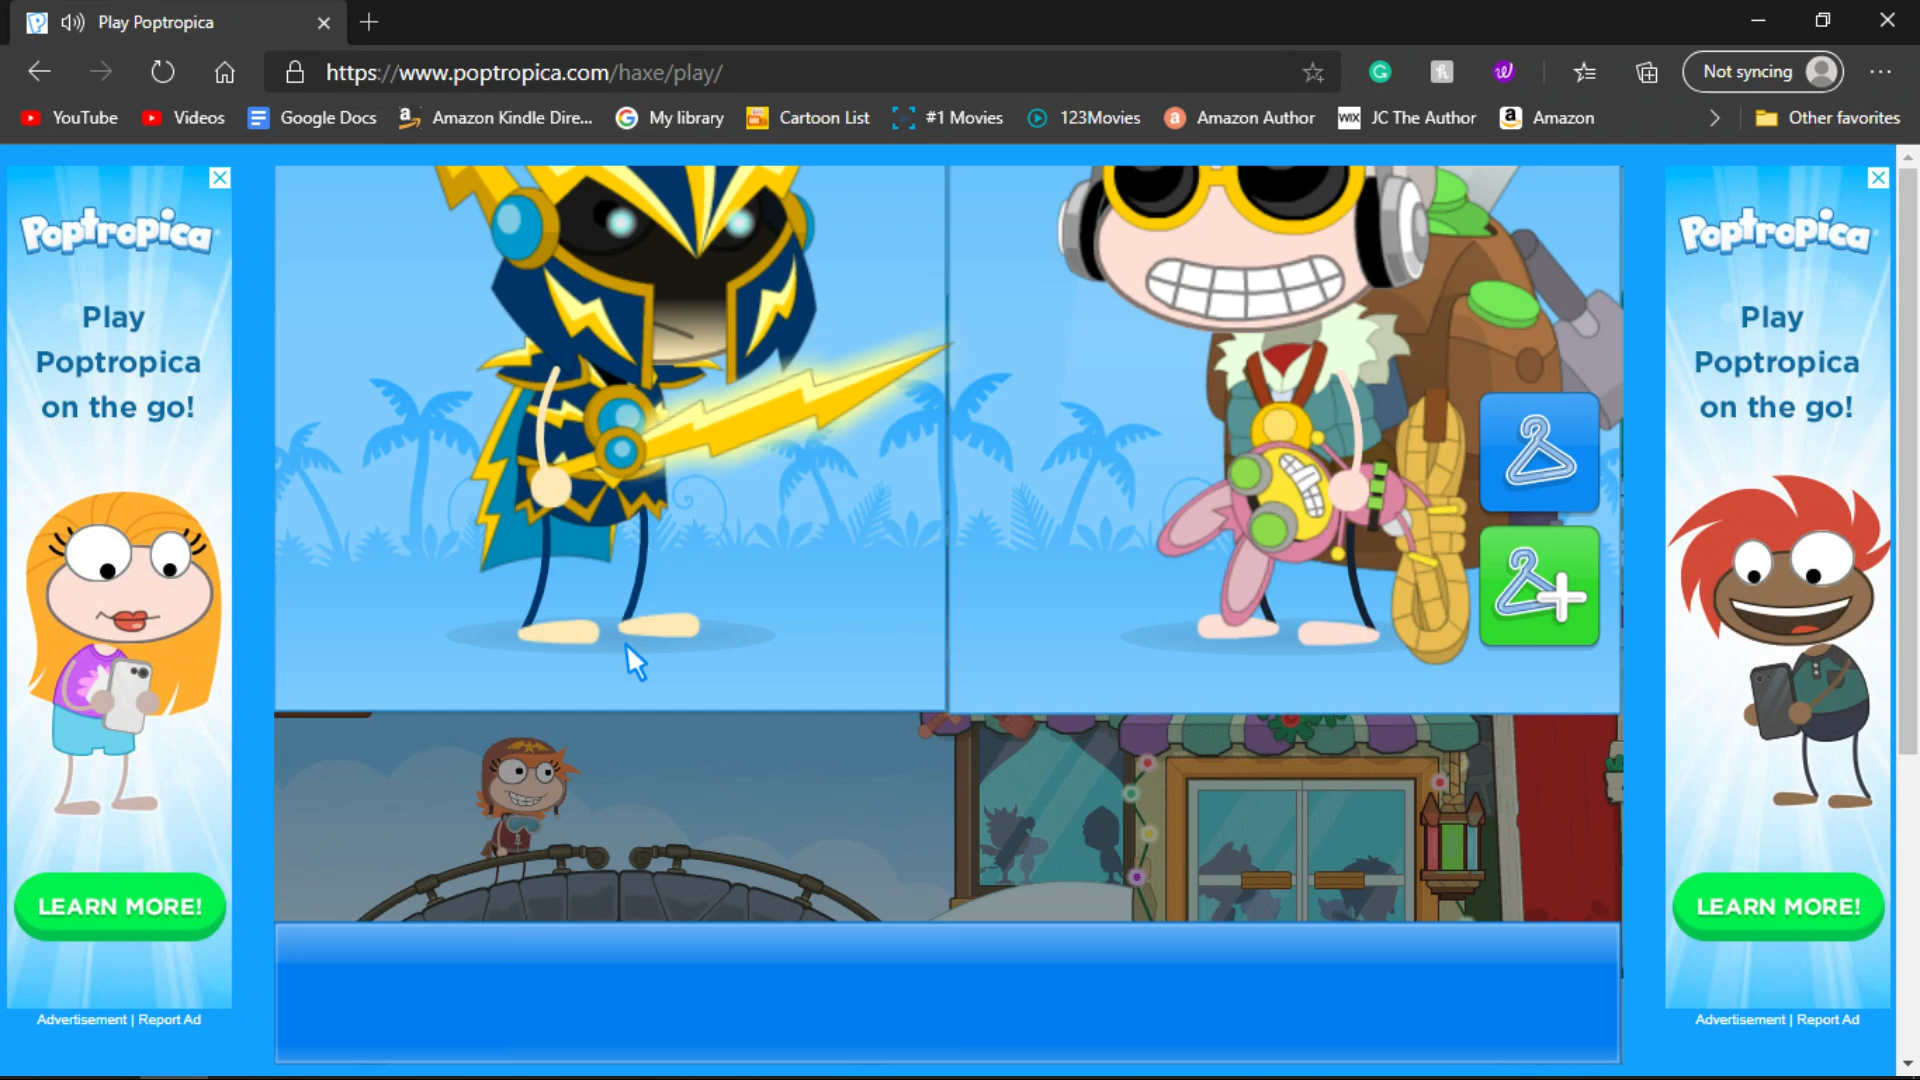 Play Poptropica
https://www.poptropica.com/haxe/play/
Not syncing
YouTube
Videos
Google Docs
Amazon Kindle Dire...
My library
Cartoon List
#1 Movies
123Movies
Amazon Author
WIX JC The Author
Amazon
Other favorites
Poptropica
Play
Poptropica
on the go!
LEARN MORE!
Advertisement | Report Ad
Poptropica
Play
Poptropica
on the go!
LEARN MORE!
Advertisement | Report Ad